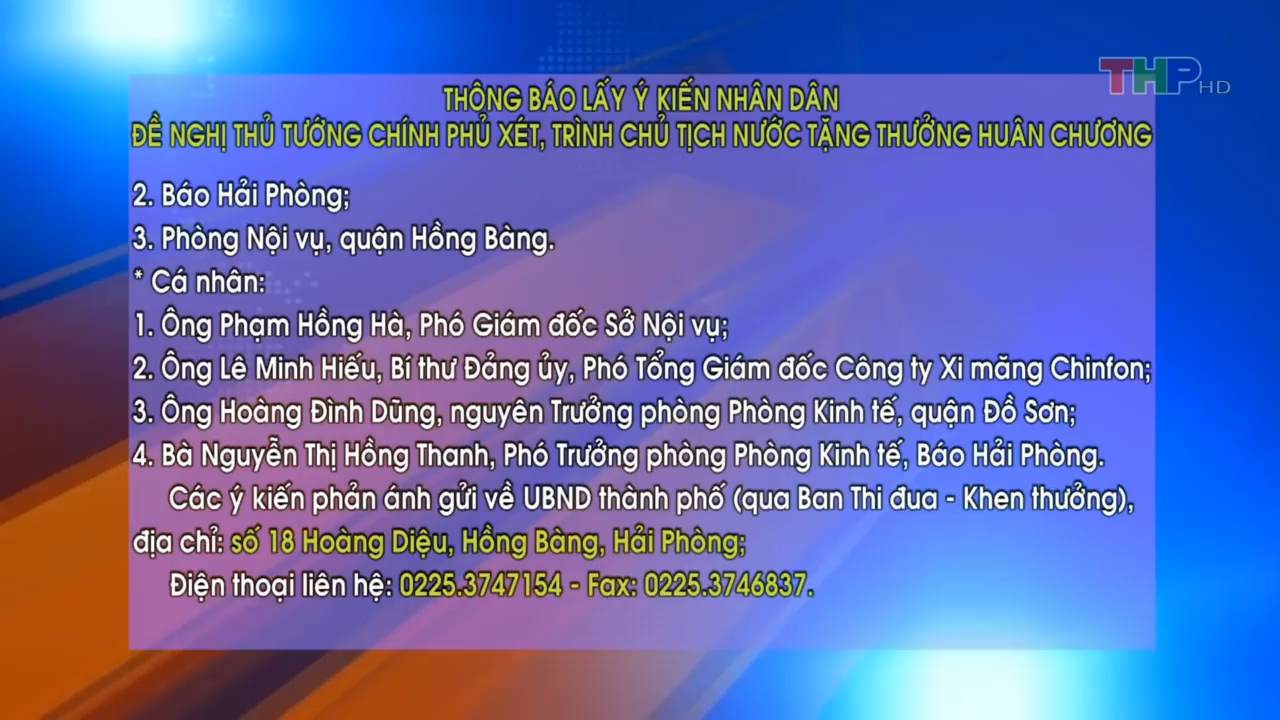 THP HD
THÔNG BÁO LẤY Ý KIẾN NHÂN DÂN
ĐỀ NGHỊ THỦ TƯỚNG CHÍNH PHỦ XÉT, TRÌNH CHỦ TỊCH NƯỚC TẶNG THƯỞNG HUÂN CHƯƠNG
2. Báo Hải Phòng;
3. Phòng Nội vụ, quận Hồng Bàng.
* Cá nhân:
1. Ông Phạm Hồng Hà, Phó Giám đốc Sở Nội vụ;
2. Ông Lê Minh Hiếu, Bí thư Đảng ủy, Phó Tổng Giám đốc Công ty Xi măng Chinfon;
3. Ông Hoàng Đình Dũng, nguyên Trưởng phòng Phòng Kinh tế, quận Đồ Sơn;
4. Bà Nguyễn Thị Hồng Thanh, Phó Trưởng phòng Phòng Kinh tế, Báo Hải Phòng.
Các ý kiến phản ánh gửi về UBND thành phố (qua Ban Thi đua - Khen thưởng),
địa chỉ: số 18 Hoàng Diệu, Hồng Bàng, Hải Phòng;
Điện thoại liên hệ: 0225.3747154 - Fax: 0225.3746837.